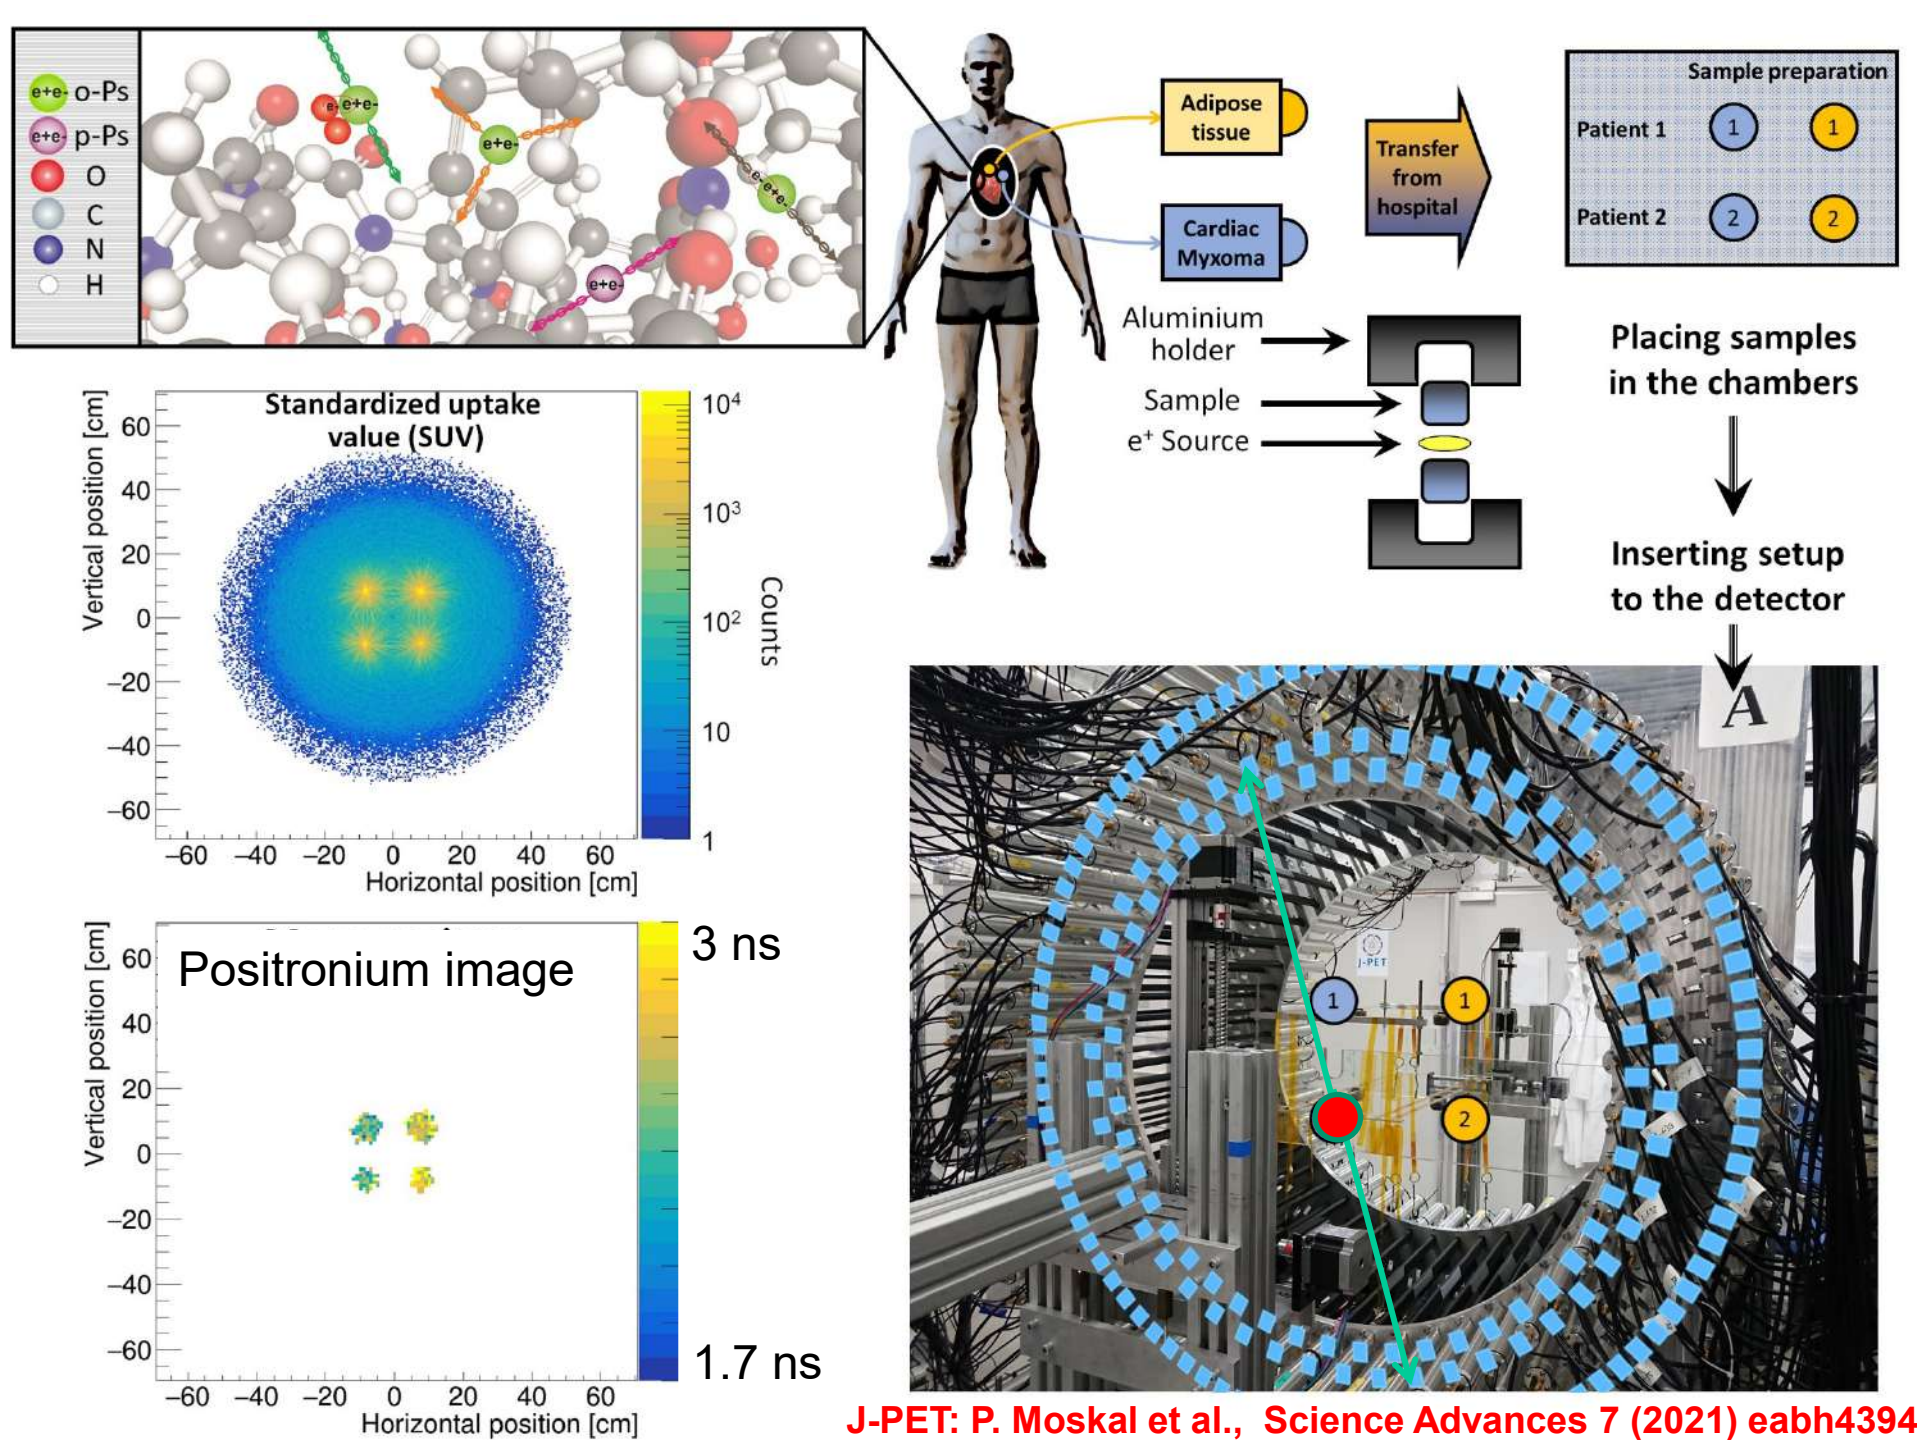 e+e- o-Ps
e+e- p-Ps
O
C
N
H
e- e+e-
e+e-
e- e+e-
e+e-
Adipose
tissue
Cardiac
Myxoma
Transfer
from
hospital
Sample preparation
Patient 1
1
1
Patient 2
2
2
Aluminium
holder
Sample
e+ Source
Placing samples
in the chambers
Inserting setup
to the detector
Standardized uptake
value (SUV)
Vertical position [cm]
60
40
20
0
−20
−40
−60
−60 −40 −20 0 20 40 60
Horizontal position [cm]
10⁴
10³
10²
10
1
Counts
Positronium image
Vertical position [cm]
60
40
20
0
−20
−40
−60
−60 −40 −20 0 20 40 60
Horizontal position [cm]
3 ns
1.7 ns
A
J-PET
1
1
2
J-PET: P. Moskal et al., Science Advances 7 (2021) eabh4394